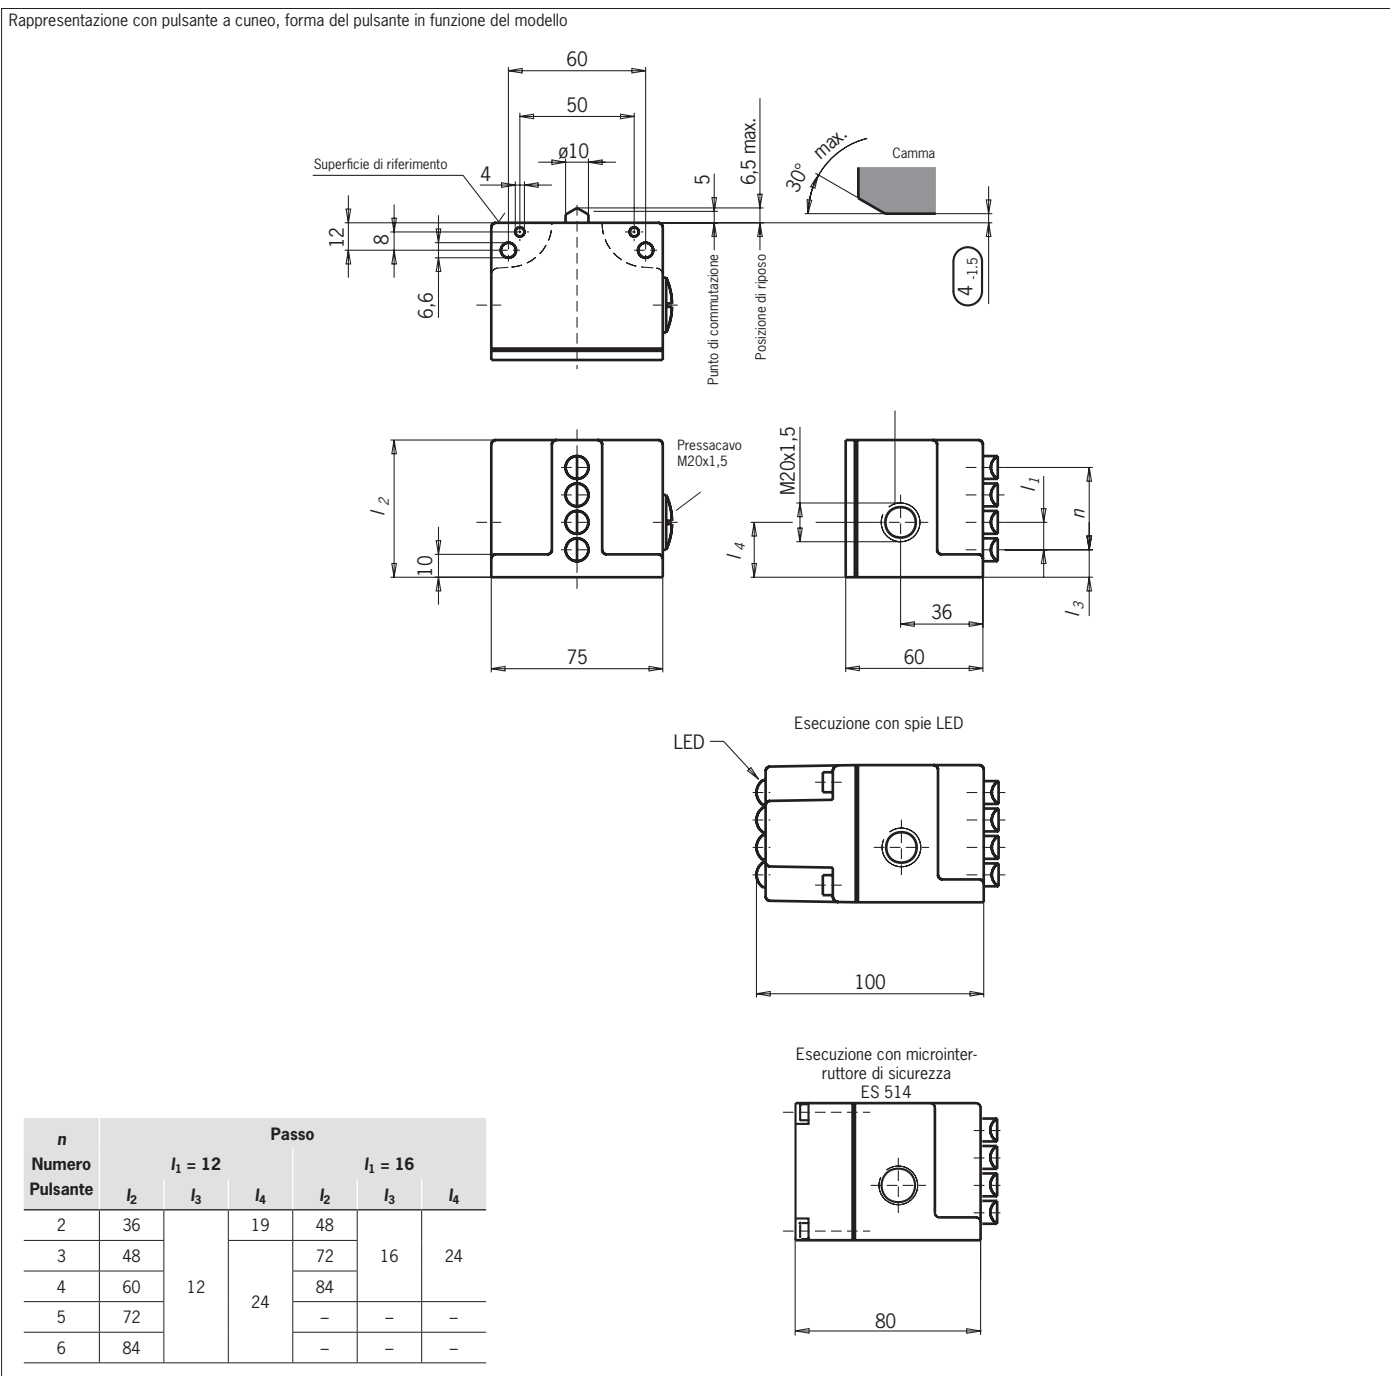 Rappresentazione con pulsante a cuneo, forma del pulsante in funzione del modello
60
50
ø10
4
Superficie di riferimento
12
8
6,6
5
6,5 max.
Punto di commutazione
Posizione di riposo
30° max.
Camma
4 -1.5
l2
10
75
Pressacavo
M20x1,5
M20x1,5
l4
l1
n
l3
36
60
Esecuzione con spie LED
LED
100
Esecuzione con microinter-
ruttore di sicurezza
ES 514
80
n Numero Pulsante Passo
l1 = 12 l1 = 16
l2 l3 l4 l2 l3 l4
2 36 19 48
3 48 72 16 24
4 60 12 84
24
5 72 – – –
6 84 – – –